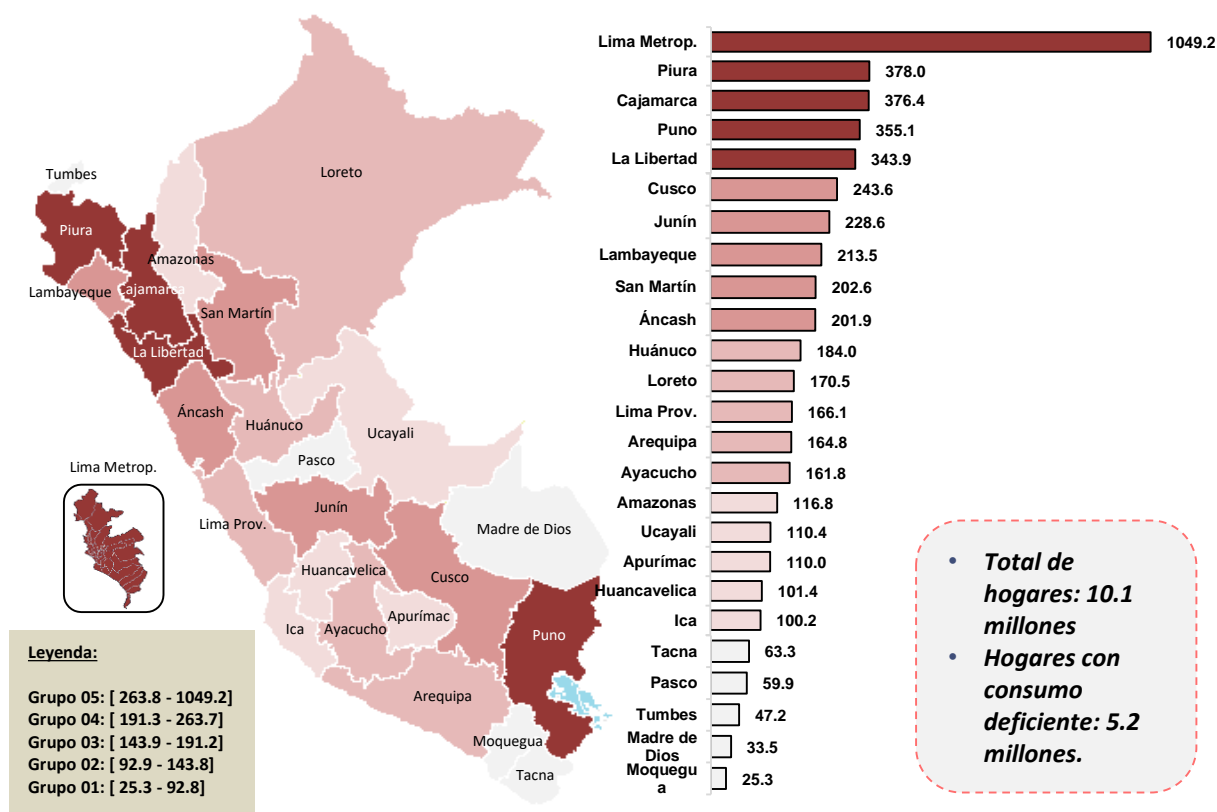 Tumbes
Piura
Lambayeque
Cajamarca
Amazonas
Loreto
San Martín
La Libertad
Áncash
Huánuco
Ucayali
Pasco
Lima Metrop.
Lima Prov.
Junín
Madre de Dios
Huancavelica
Cusco
Ica
Ayacucho
Apurímac
Puno
Arequipa
Moquegua
Tacna
Leyenda:
Grupo 05: [ 263.8 - 1049.2]
Grupo 04: [ 191.3 - 263.7]
Grupo 03: [ 143.9 - 191.2]
Grupo 02: [ 92.9 - 143.8]
Grupo 01: [ 25.3 - 92.8]
Lima Metrop. 1049.2
Piura 378.0
Cajamarca 376.4
Puno 355.1
La Libertad 343.9
Cusco 243.6
Junín 228.6
Lambayeque 213.5
San Martín 202.6
Áncash 201.9
Huánuco 184.0
Loreto 170.5
Lima Prov. 166.1
Arequipa 164.8
Ayacucho 161.8
Amazonas 116.8
Ucayali 110.4
Apurímac 110.0
Huancavelica 101.4
Ica 100.2
Tacna 63.3
Pasco 59.9
Tumbes 47.2
Madre de
Dios 33.5
Moquegu
a 25.3
• Total de
hogares: 10.1
millones
• Hogares con
consumo
deficiente: 5.2
millones.